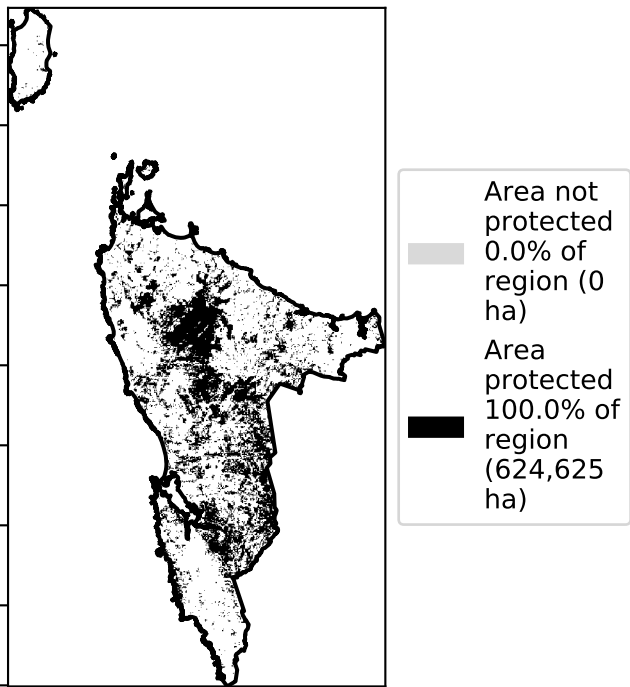 Area not
protected
0.0% of
region (0
ha)
Area
protected
100.0% of
region
(624,625
ha)